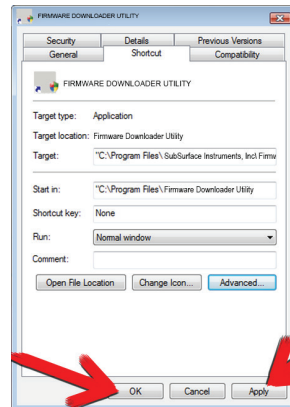 FIRMWARE DOWNLOADER UTILITY
Security Details Previous Versions
General Shortcut Compatibility
FIRMWARE DOWNLOADER UTILITY
Target type: Application
Target location: Firmware Downloader Utility
Target: "C:\Program Files\ SubSurface Instruments, Inc\ Firmw
Start in: "C:\Program Files\ Firmware Downloader Utility
Shortcut key: None
Run: Normal window
Comment:
Open File Location Change Icon... Advanced...
OK Cancel Apply